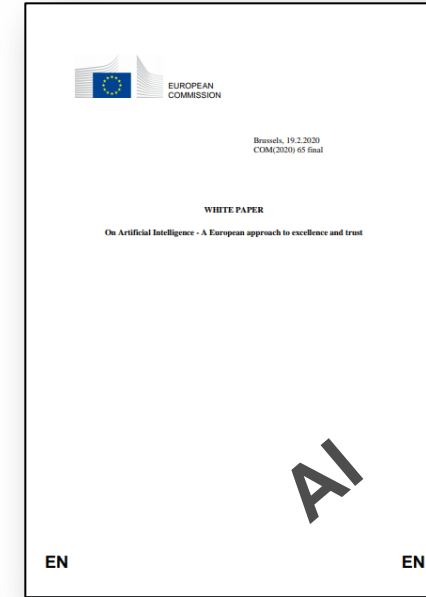 EUROPEAN
COMMISSION
Brussels, 19.2.2020
COM(2020) 65 final
WHITE PAPER
On Artificial Intelligence - A European approach to excellence and trust
AI
EN
EN